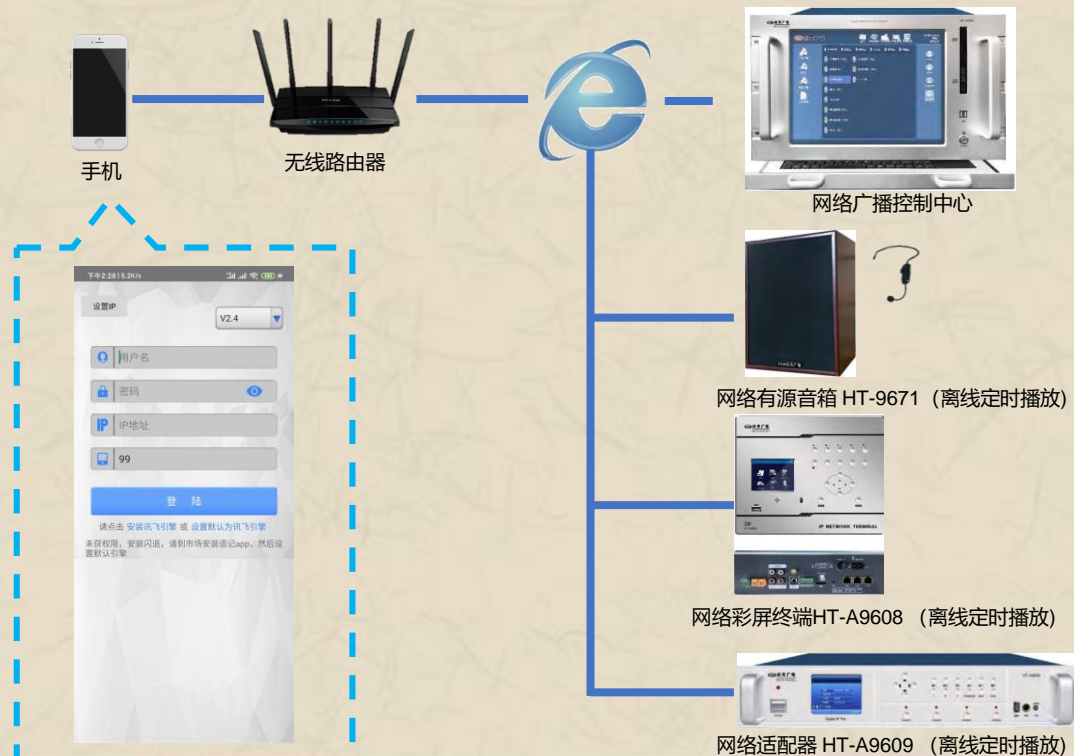 手机
无线路由器
网络广播控制中心
下午2:28 | 5.2K/s
设置IP
V2.4
用户名
密码
IP
IP地址
99
登 陆
请点击 安装讯飞引擎 或 设置默认为讯飞引擎
未获权限，安装闪退，请到市场安装语记app，然后设
置默认引擎
网络有源音箱 HT-9671（离线定时播放)
IP NETWORK TERMINAL
网络彩屏终端HT-A9608 （离线定时播放)
网络适配器 HT-A9609 （离线定时播放)